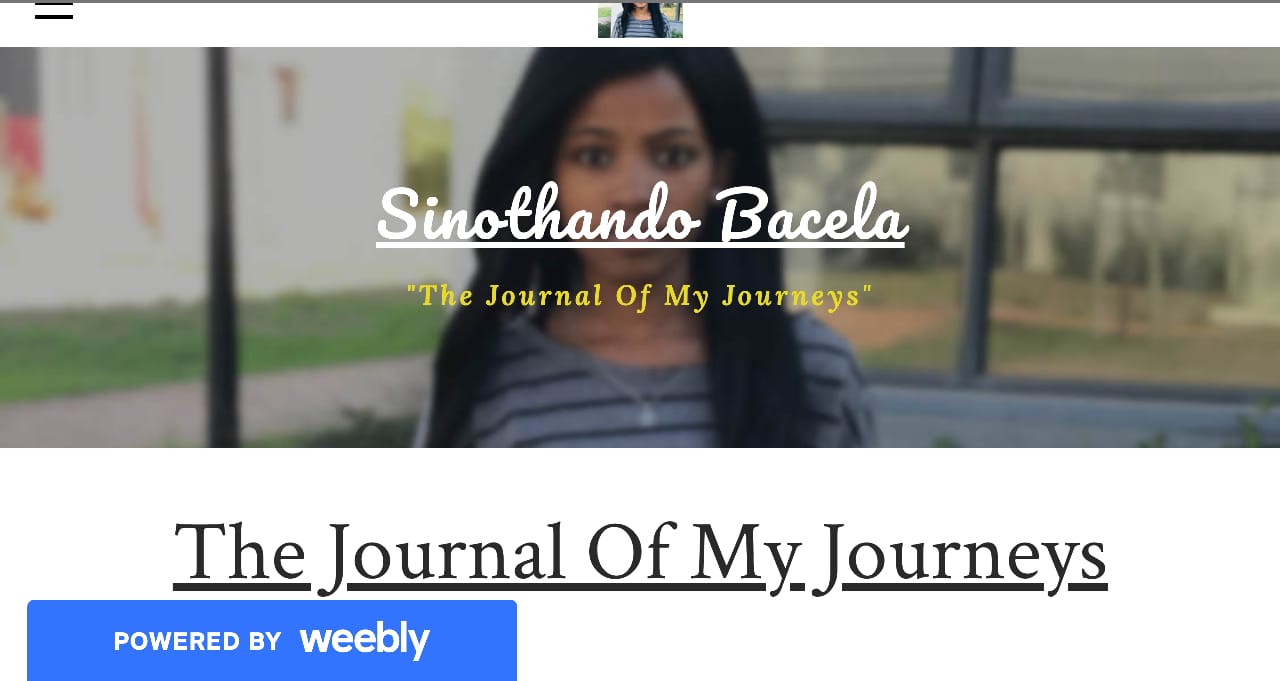 Sinothando Bacela
"The Journal Of My Journeys"
The Journal Of My Journeys
POWERED BY weebly